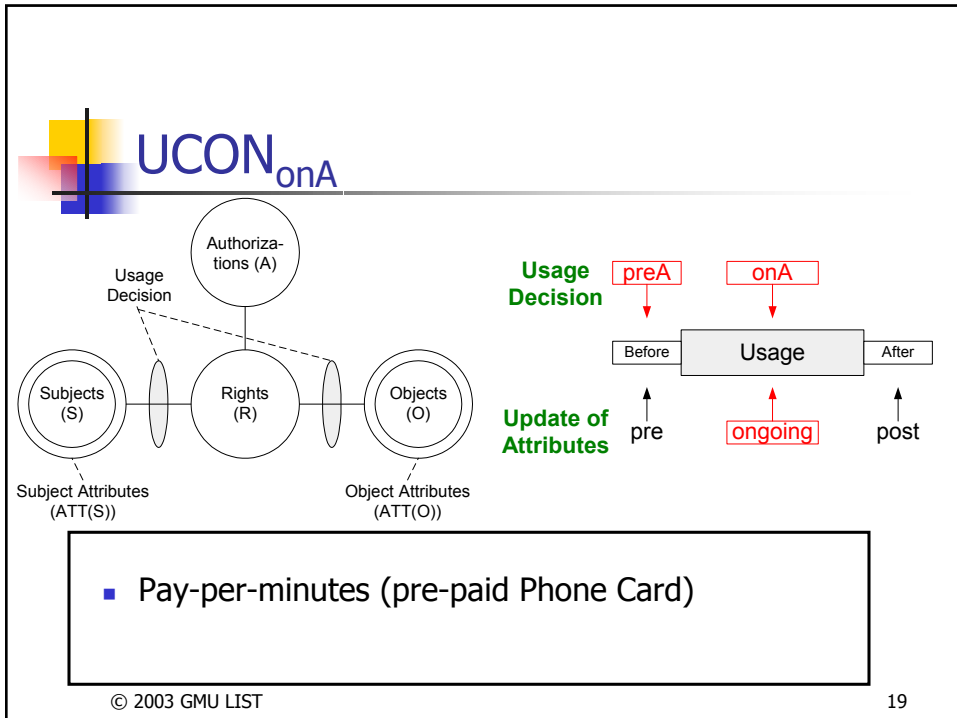 UCONonA
Authoriza-
tions (A)
Usage
Decision
Subjects
(S)
Rights
(R)
Objects
(O)
Subject Attributes
(ATT(S))
Object Attributes
(ATT(O))
Usage
Decision
preA
onA
Before
Usage
After
Update of
Attributes
pre
ongoing
post
Pay-per-minutes (pre-paid Phone Card)
© 2003 GMU LIST
19